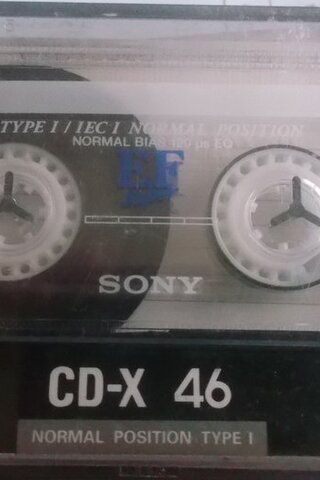 TYPE I / IEC I NORMAL POSITION
NORMAL BIAS 120 µs EQ
EF
SONY
CD-X 46
NORMAL POSITION TYPE I